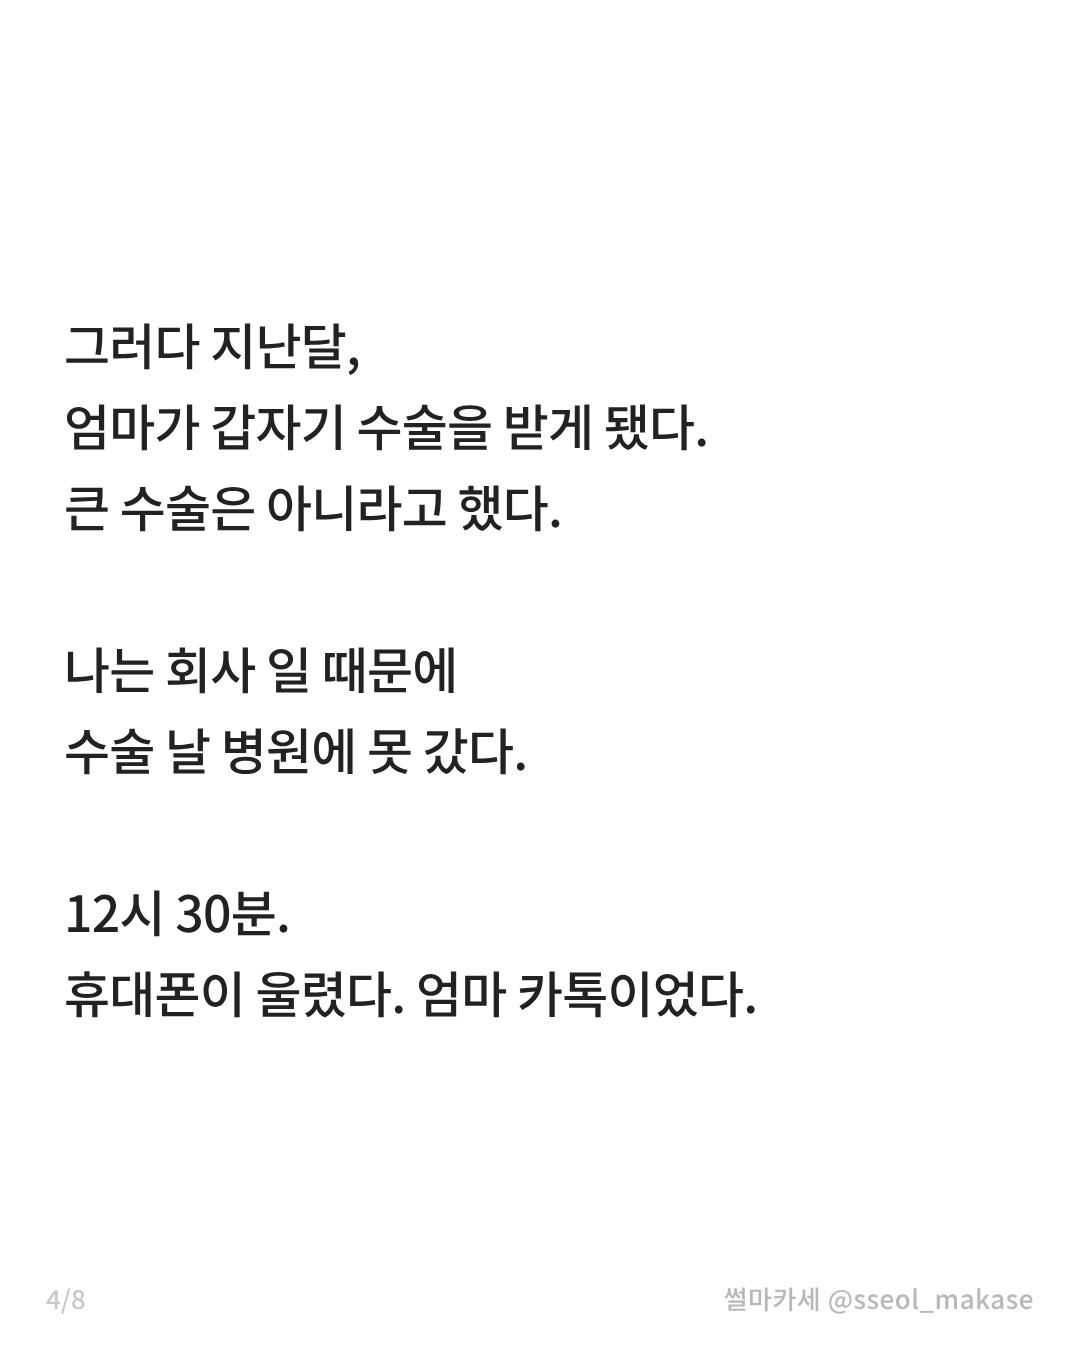 그러다 지난달,
엄마가 갑자기 수술을 받게 됐다.
큰 수술은 아니라고 했다.
나는 회사 일 때문에
수술 날 병원에 못 갔다.
12시 30분.
휴대폰이 울렸다. 엄마 카톡이었다.
4/8
썰마카세 @sseol_makase